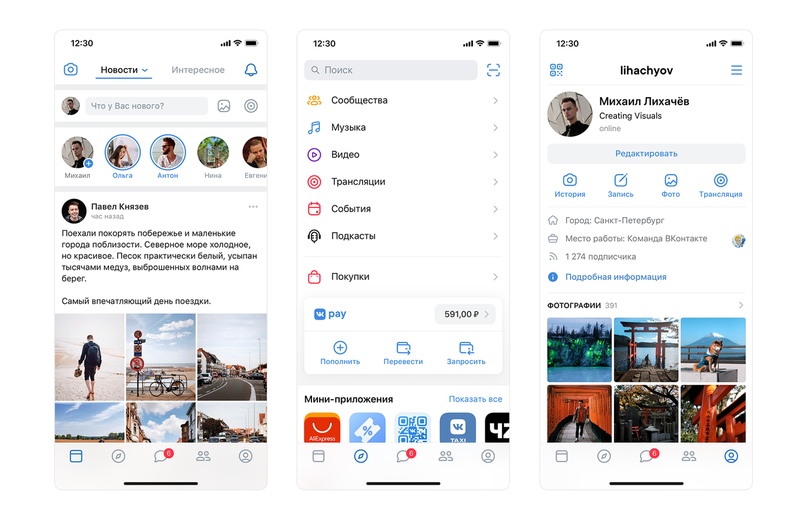 12:30
Новости
Интересное
Что у Вас нового?
Михаил
Ольга
Антон
Нина
Евгени
Павел Князев
час назад
Поехали покорять побережье и маленькие
города поблизости. Северное море холодное,
но красивое. Песок практически белый, усыпан
тысячами медуз, выброшенных волнами на
берег.
Самый впечатляющий день поездки.
6
12:30
Поиск
Сообщества
Музыка
Видео
Трансляции
События
Подкасты
Покупки
pay
591,00 ₽
Пополнить
Перевести
Запросить
Мини-приложения
Показать все
AliExpress
TAXI
6
12:30
lihachyov
Михаил Лихачёв
Creating Visuals
online
Редактировать
История
Запись
Фото
Трансляция
Город: Санкт-Петербург
Место работы: Команда ВКонтакте
1 274 подписчика
Подробная информация
ФОТОГРАФИИ 391
6